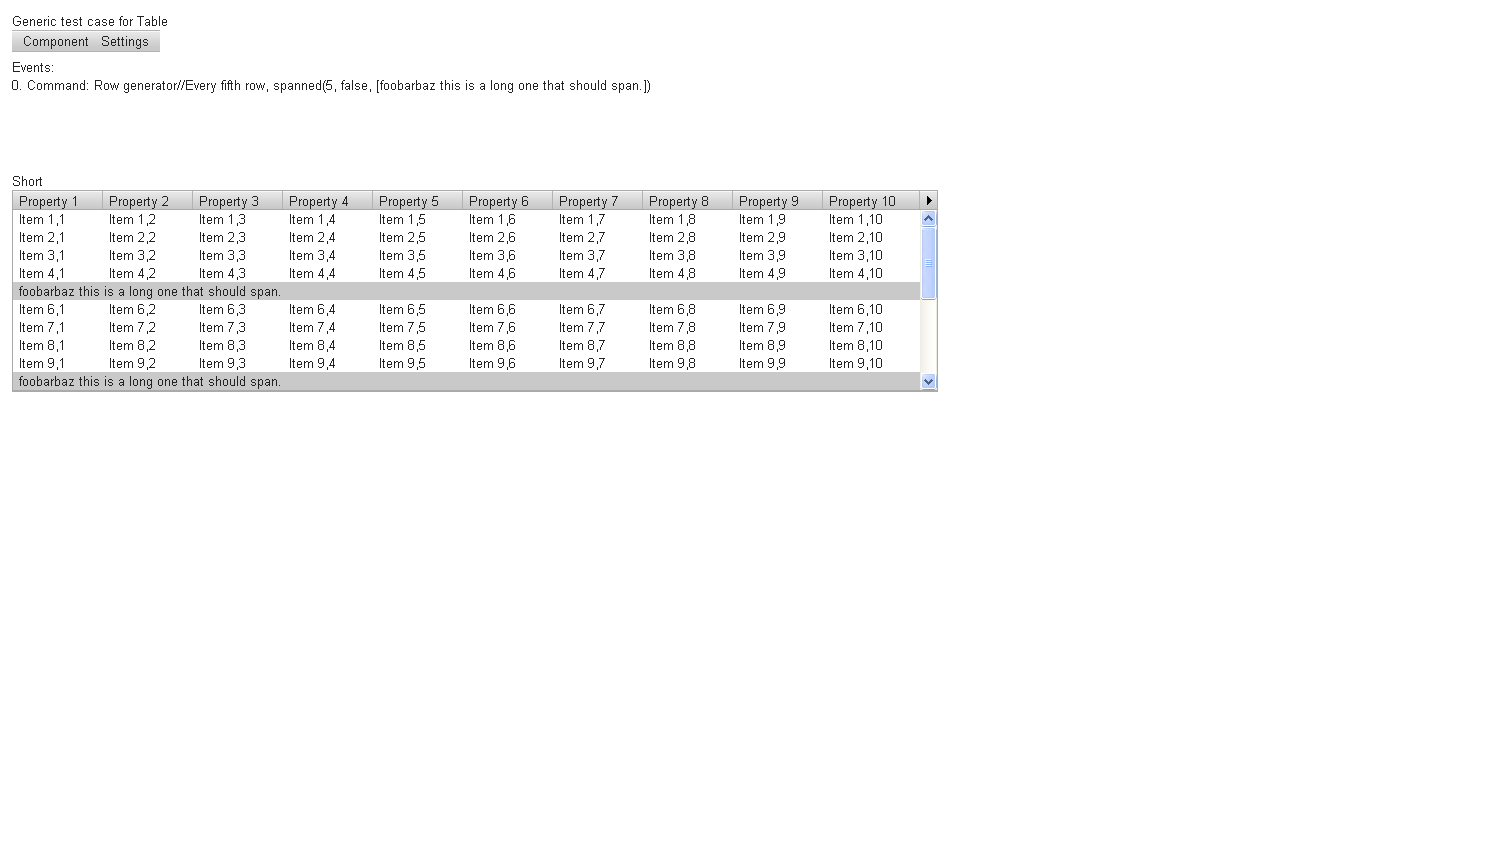 Generic test case for Table
Component Settings
Events:
0. Command: Row generator//Every fifth row, spanned(5, false, [foobarbaz this is a long one that should span.])
Short
Property 1 Property 2 Property 3 Property 4 Property 5 Property 6 Property 7 Property 8 Property 9 Property 10
Item 1,1 Item 1,2 Item 1,3 Item 1,4 Item 1,5 Item 1,6 Item 1,7 Item 1,8 Item 1,9 Item 1,10
Item 2,1 Item 2,2 Item 2,3 Item 2,4 Item 2,5 Item 2,6 Item 2,7 Item 2,8 Item 2,9 Item 2,10
Item 3,1 Item 3,2 Item 3,3 Item 3,4 Item 3,5 Item 3,6 Item 3,7 Item 3,8 Item 3,9 Item 3,10
Item 4,1 Item 4,2 Item 4,3 Item 4,4 Item 4,5 Item 4,6 Item 4,7 Item 4,8 Item 4,9 Item 4,10
foobarbaz this is a long one that should span.
Item 6,1 Item 6,2 Item 6,3 Item 6,4 Item 6,5 Item 6,6 Item 6,7 Item 6,8 Item 6,9 Item 6,10
Item 7,1 Item 7,2 Item 7,3 Item 7,4 Item 7,5 Item 7,6 Item 7,7 Item 7,8 Item 7,9 Item 7,10
Item 8,1 Item 8,2 Item 8,3 Item 8,4 Item 8,5 Item 8,6 Item 8,7 Item 8,8 Item 8,9 Item 8,10
Item 9,1 Item 9,2 Item 9,3 Item 9,4 Item 9,5 Item 9,6 Item 9,7 Item 9,8 Item 9,9 Item 9,10
foobarbaz this is a long one that should span.